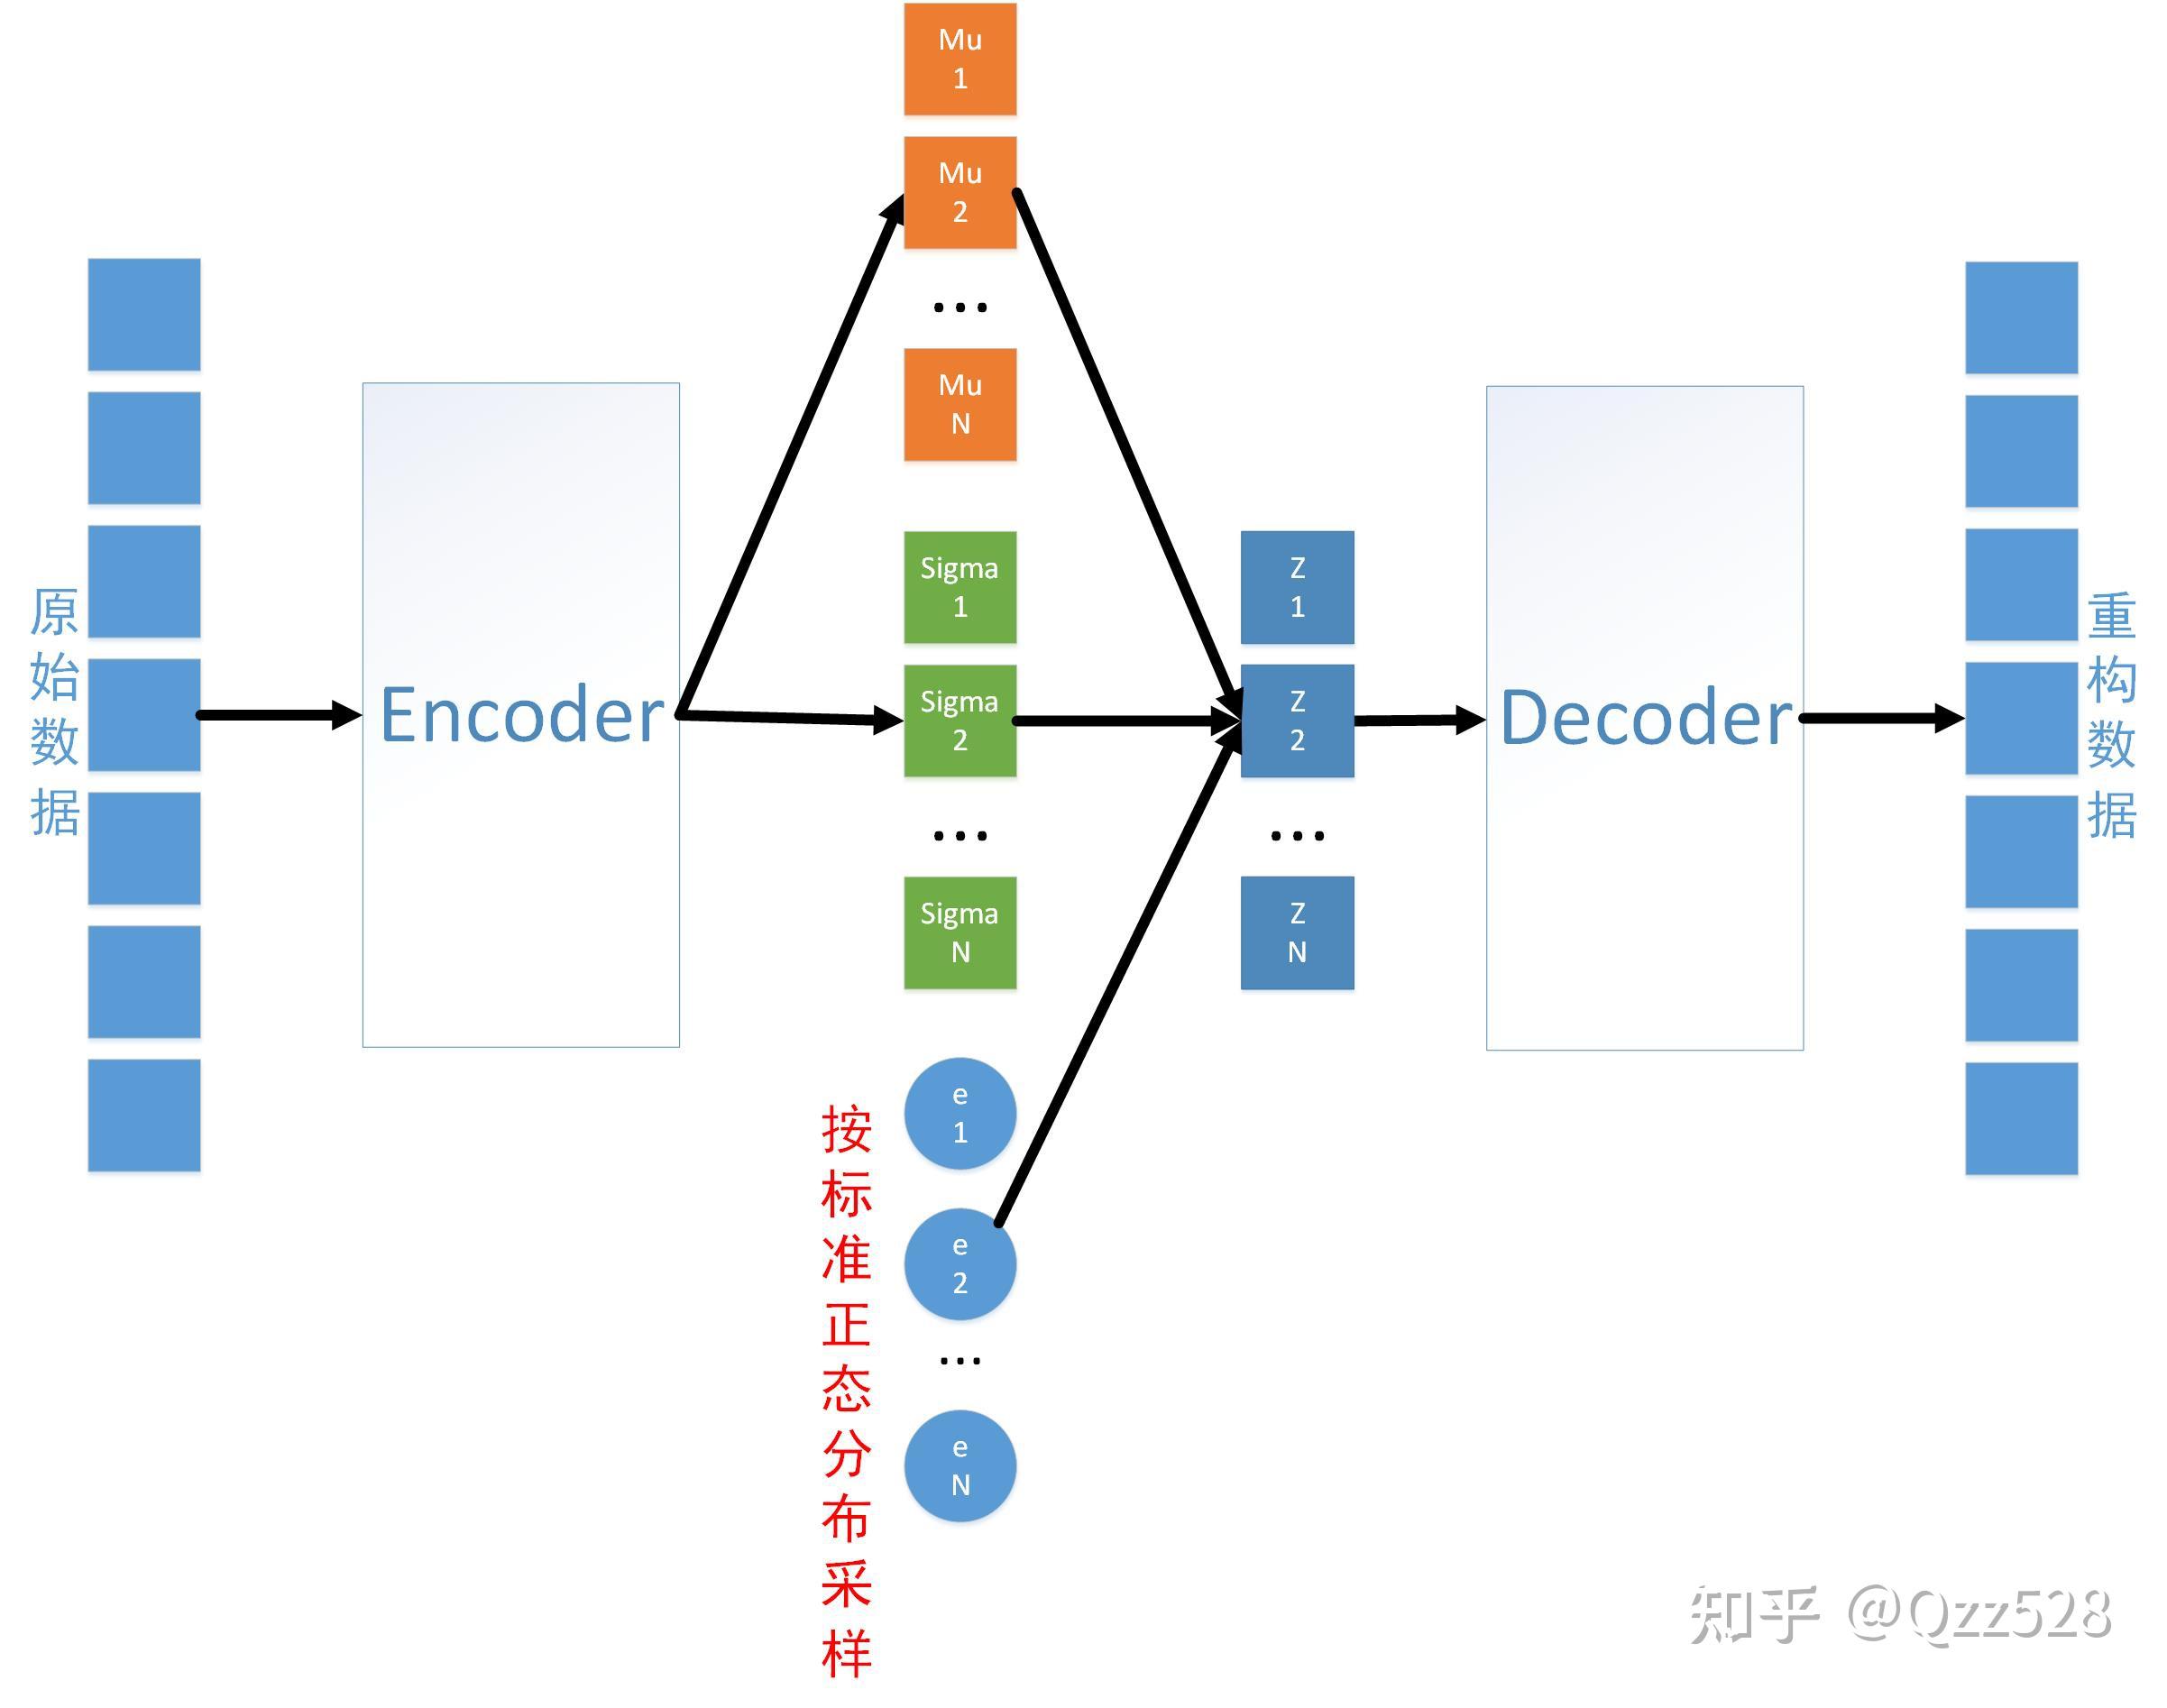 原始数据
Encoder
Mu
1
Mu
2
...
Mu
N
Sigma
1
Sigma
2
...
Sigma
N
按标准正态分布采样
e
1
e
2
...
e
N
Z
1
Z
2
...
Z
N
Decoder
重构数据
知乎 @Qzz528